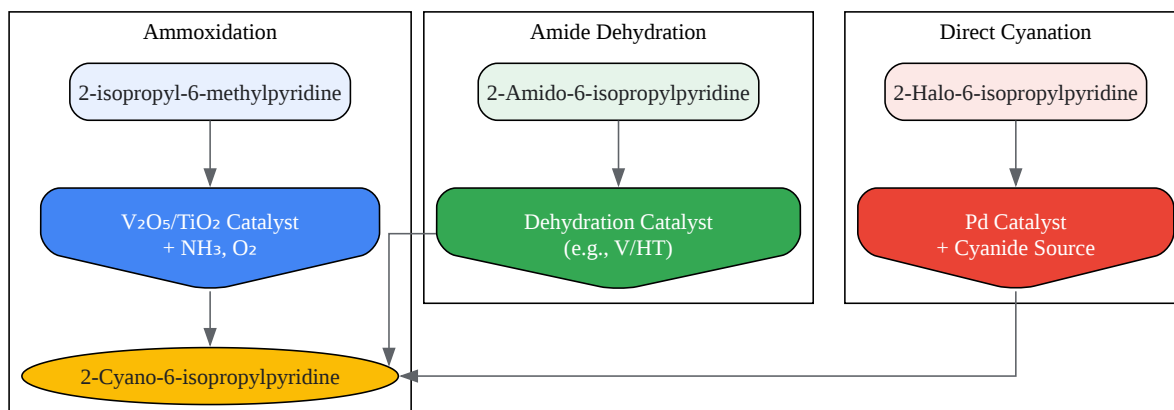 Ammoxidation
2-isopropyl-6-methylpyridine
V₂O₅/TiO₂ Catalyst
+ NH₃, O₂
2-Cyano-6-isopropylpyridine
Amide Dehydration
2-Amido-6-isopropylpyridine
Dehydration Catalyst
(e.g., V/HT)
Direct Cyanation
2-Halo-6-isopropylpyridine
Pd Catalyst
+ Cyanide Source